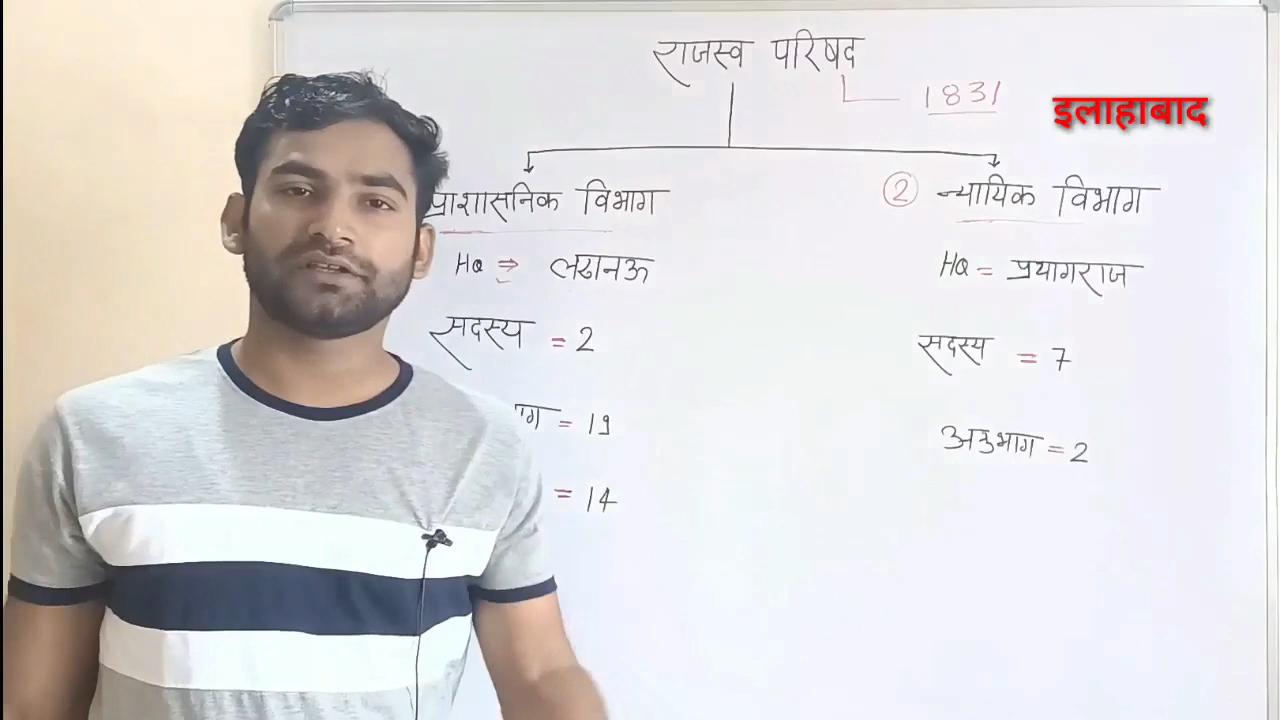 राजस्व परिषद
1831
इलाहाबाद
प्राशासनिक विभाग
HQ ⇒ लखनऊ
सदस्य = 2
ाग = 19
= 14
② न्यायिक विभाग
HQ = प्रयागराज
सदस्य = 7
अनुभाग = 2